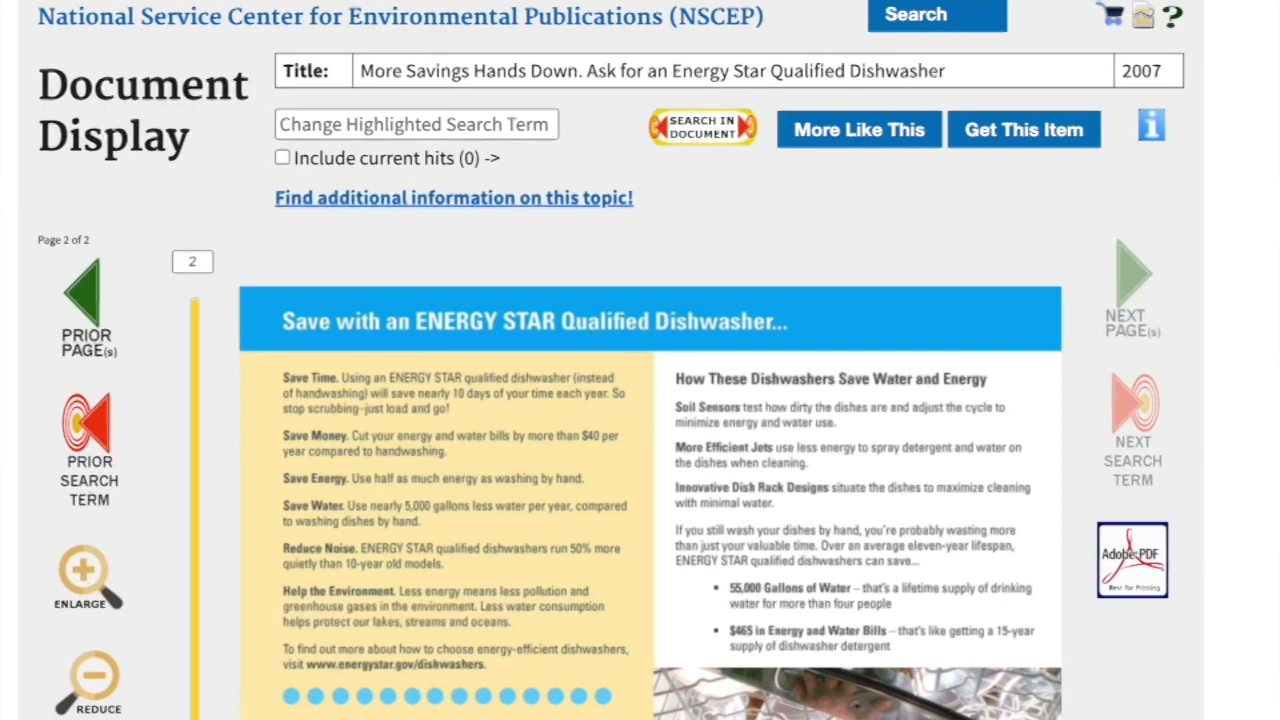 National Service Center for Environmental Publications (NSCEP)
Search
?
Document
Display
Title: More Savings Hands Down. Ask for an Energy Star Qualified Dishwasher 2007
Change Highlighted Search Term
SEARCH IN
DOCUMENT
More Like This
Get This Item
i
Include current hits (0) ->
Find additional information on this topic!
Page 2 of 2
2
PRIOR
PAGE(s)
PRIOR
SEARCH
TERM
ENLARGE
REDUCE
Save with an ENERGY STAR Qualified Dishwasher...
Save Time. Using an ENERGY STAR qualified dishwasher (instead
of handwashing) will save nearly 10 days of your time each year. So
stop scrubbing–just load and go!
Save Money. Cut your energy and water bills by more than $40 per
year compared to handwashing.
Save Energy. Use half as much energy as washing by hand.
Save Water. Use nearly 5,000 gallons less water per year, compared
to washing dishes by hand.
Reduce Noise. ENERGY STAR qualified dishwashers run 50% more
quietly than 10-year old models.
Help the Environment. Less energy means less pollution and
greenhouse gases in the environment. Less water consumption
helps protect our lakes, streams and oceans.
To find out more about how to choose energy-efficient dishwashers,
visit www.energystar.gov/dishwashers.
How These Dishwashers Save Water and Energy
Soil Sensors test how dirty the dishes are and adjust the cycle to
minimize energy and water use.
More Efficient Jets use less energy to spray detergent and water on
the dishes when cleaning.
Innovative Dish Rack Designs situate the dishes to maximize cleaning
with minimal water.
If you still wash your dishes by hand, you're probably wasting more
than just your valuable time. Over an average eleven-year lifespan,
ENERGY STAR qualified dishwashers can save...
• 55,000 Gallons of Water – that's a lifetime supply of drinking
water for more than four people
• $465 in Energy and Water Bills – that's like getting a 15-year
supply of dishwasher detergent
NEXT
PAGE(s)
NEXT
SEARCH
TERM
Adobe PDF
Best for Printing